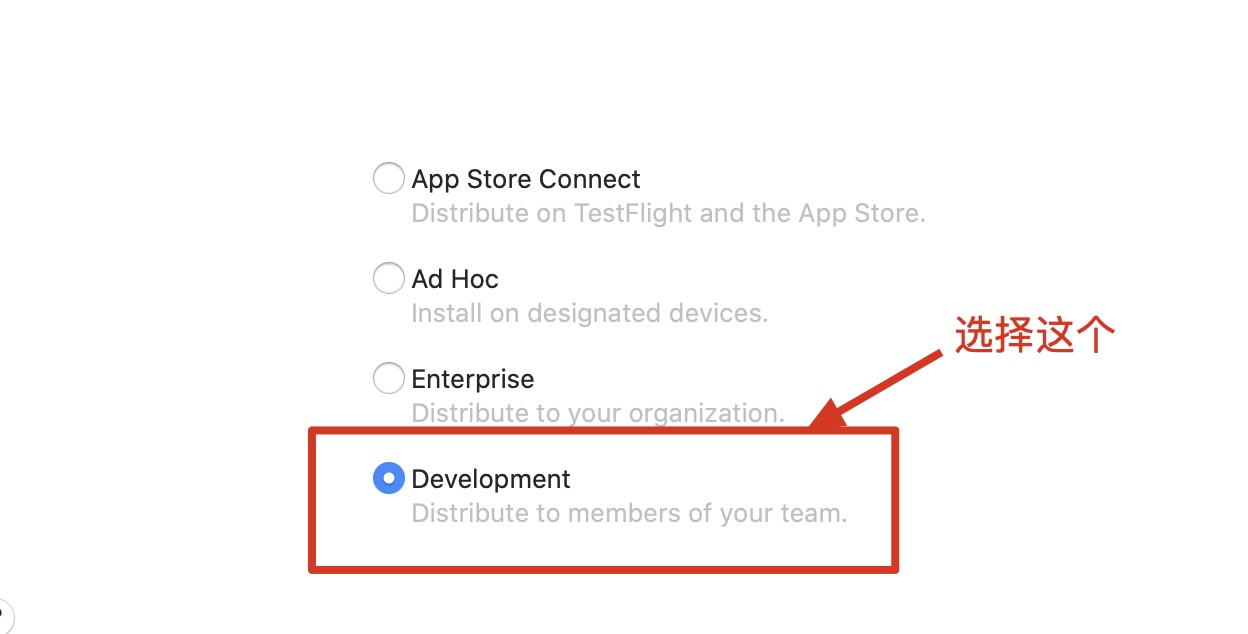 App Store Connect
Distribute on TestFlight and the App Store.
Ad Hoc
Install on designated devices.
选择这个
Enterprise
Distribute to your organization.
Development
Distribute to members of your team.